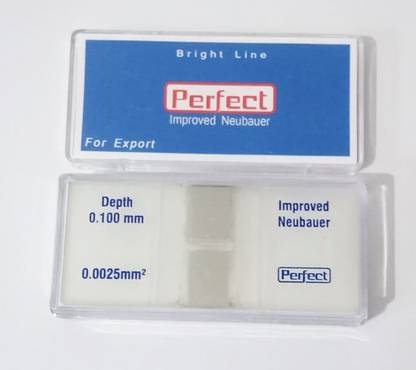 Bright Line
Perfect
Improved Neubauer
For Export
Depth
0.100 mm
Improved
Neubauer
0.0025mm²
Perfect